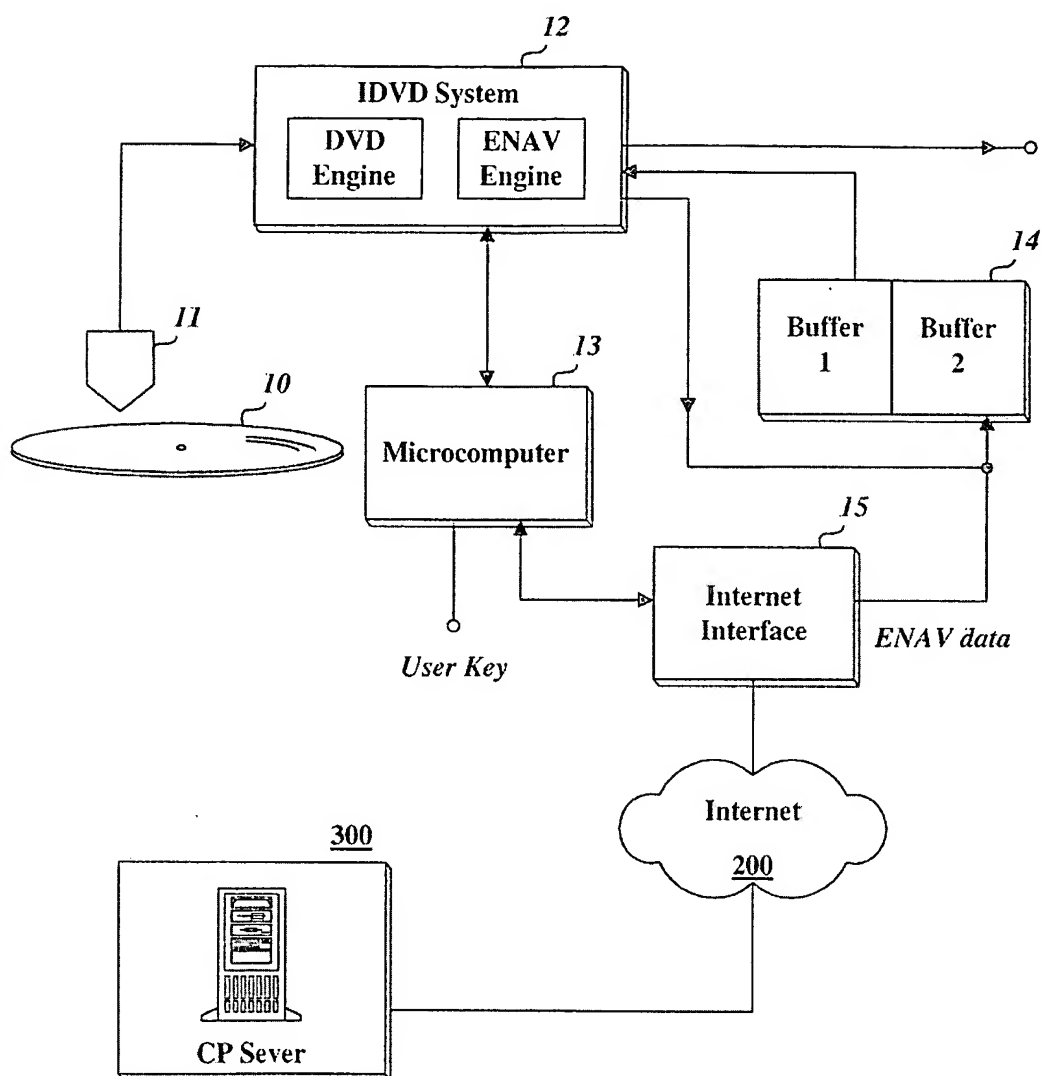 12
IDVD System
DVD
Engine
ENAV
Engine
14
Buffer
1
Buffer
2
11
10
13
Microcomputer
15
Internet
Interface
ENAV data
User Key
Internet
200
300
CP Sever